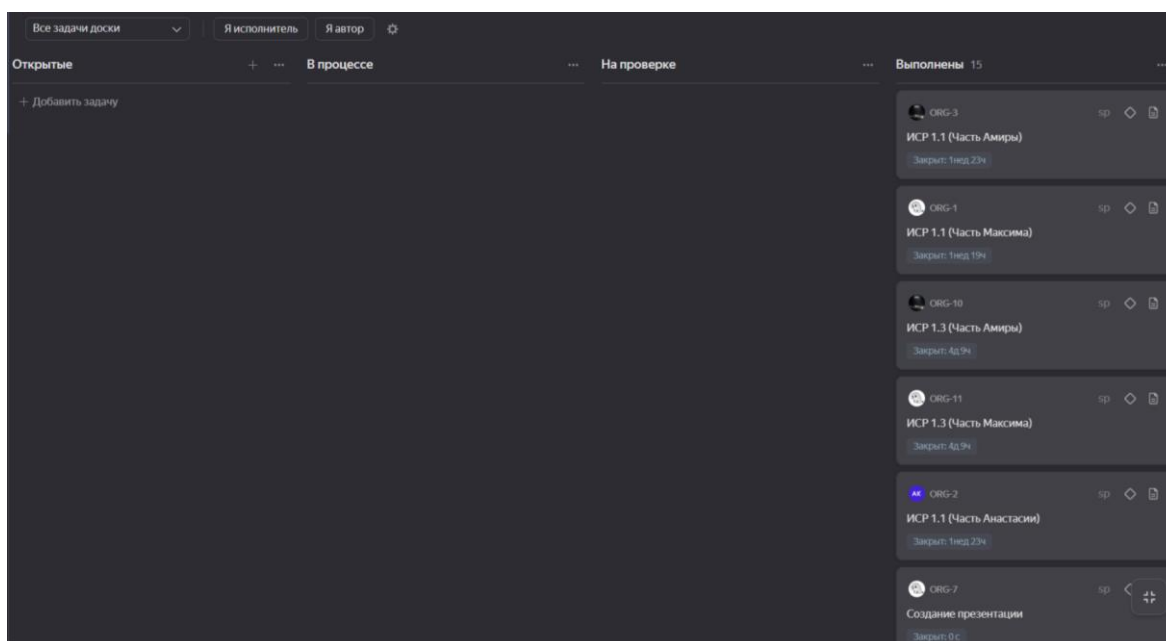 Все задачи доски
Я исполнитель
Я автор
Открытые
+ Добавить задачу
В процессе
На проверке
Выполнены 15
ORG-3 sp
ИСР 1.1 (Часть Амиры)
Закрыт: 1нед 23ч
ORG-1 sp
ИСР 1.1 (Часть Максима)
Закрыт: 1нед 19ч
ORG-10 sp
ИСР 1.3 (Часть Амиры)
Закрыт: 4д 9ч
ORG-11 sp
ИСР 1.3 (Часть Максима)
Закрыт: 4д 9ч
АК ORG-2 sp
ИСР 1.1 (Часть Анастасии)
Закрыт: 1нед 23ч
ORG-7 sp
Создание презентации
Закрыт: 0 с